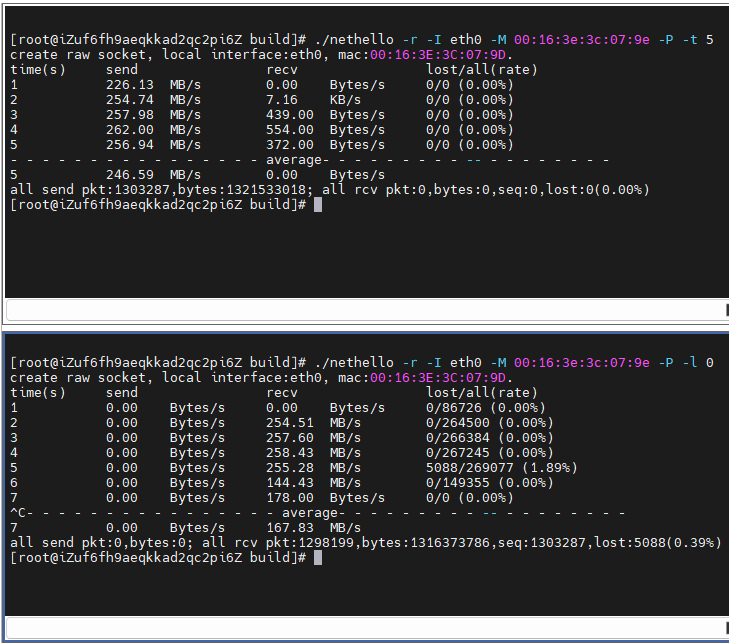 [root@iZuf6fh9aeqkkad2qc2pi6Z build]# ./nethello -r -I eth0 -M 00:16:3e:3c:07:9e -P -t 5
create raw socket, local interface:eth0, mac:00:16:3E:3C:07:9D.
time(s) send recv lost/all(rate)
1 226.13 MB/s 0.00 Bytes/s 0/0 (0.00%)
2 254.74 MB/s 7.16 KB/s 0/0 (0.00%)
3 257.98 MB/s 439.00 Bytes/s 0/0 (0.00%)
4 262.00 MB/s 554.00 Bytes/s 0/0 (0.00%)
5 256.94 MB/s 372.00 Bytes/s 0/0 (0.00%)
- - - - - - - - - - - - - - - - average- - - - - - - - - -- - - - - - - - -
5 246.59 MB/s 0.00 Bytes/s
all send pkt:1303287,bytes:1321533018; all rcv pkt:0,bytes:0,seq:0,lost:0(0.00%)
[root@iZuf6fh9aeqkkad2qc2pi6Z build]#
[root@iZuf6fh9aeqkkad2qc2pi6Z build]# ./nethello -r -I eth0 -M 00:16:3e:3c:07:9e -P -l 0
create raw socket, local interface:eth0, mac:00:16:3E:3C:07:9D.
time(s) send recv lost/all(rate)
1 0.00 Bytes/s 0.00 Bytes/s 0/86726 (0.00%)
2 0.00 Bytes/s 254.51 MB/s 0/264500 (0.00%)
3 0.00 Bytes/s 257.60 MB/s 0/266384 (0.00%)
4 0.00 Bytes/s 258.43 MB/s 0/267245 (0.00%)
5 0.00 Bytes/s 255.28 MB/s 5088/269077 (1.89%)
6 0.00 Bytes/s 144.43 MB/s 0/149355 (0.00%)
7 0.00 Bytes/s 178.00 Bytes/s 0/0 (0.00%)
^C- - - - - - - - - - - - - - - - average- - - - - - - - - -- - - - - - - - -
7 0.00 Bytes/s 167.83 MB/s
all send pkt:0,bytes:0; all rcv pkt:1298199,bytes:1316373786,seq:1303287,lost:5088(0.39%)
[root@iZuf6fh9aeqkkad2qc2pi6Z build]#